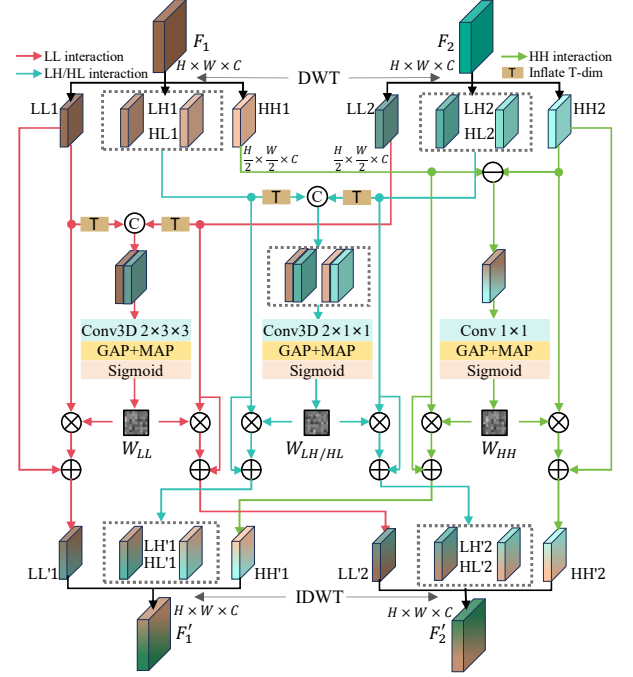 F₁
F₂
LL interaction
LH/HL interaction
HH interaction
T
Inflate T-dim
H × W × C
DWT
H × W × C
LL1
LH1
HL1
HH1
LL2
LH2
HL2
HH2
H/2 × W/2 × C
H/2 × W/2 × C
T
C
T
T
C
T
Conv3D 2×3×3
GAP+MAP
Sigmoid
Conv3D 2×1×1
GAP+MAP
Sigmoid
Conv 1×1
GAP+MAP
Sigmoid
W_LL
W_LH/HL
W_HH
LL'1
LH'1
HL'1
HH'1
LL'2
LH'2
HL'2
HH'2
H × W × C
IDWT
H × W × C
F₁′
F₂′